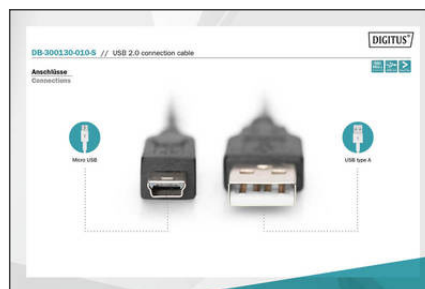 DIGITUS®
DB-300130-010-S // USB 2.0 connection cable
Anschlüsse
Connections
Micro USB
USB type A